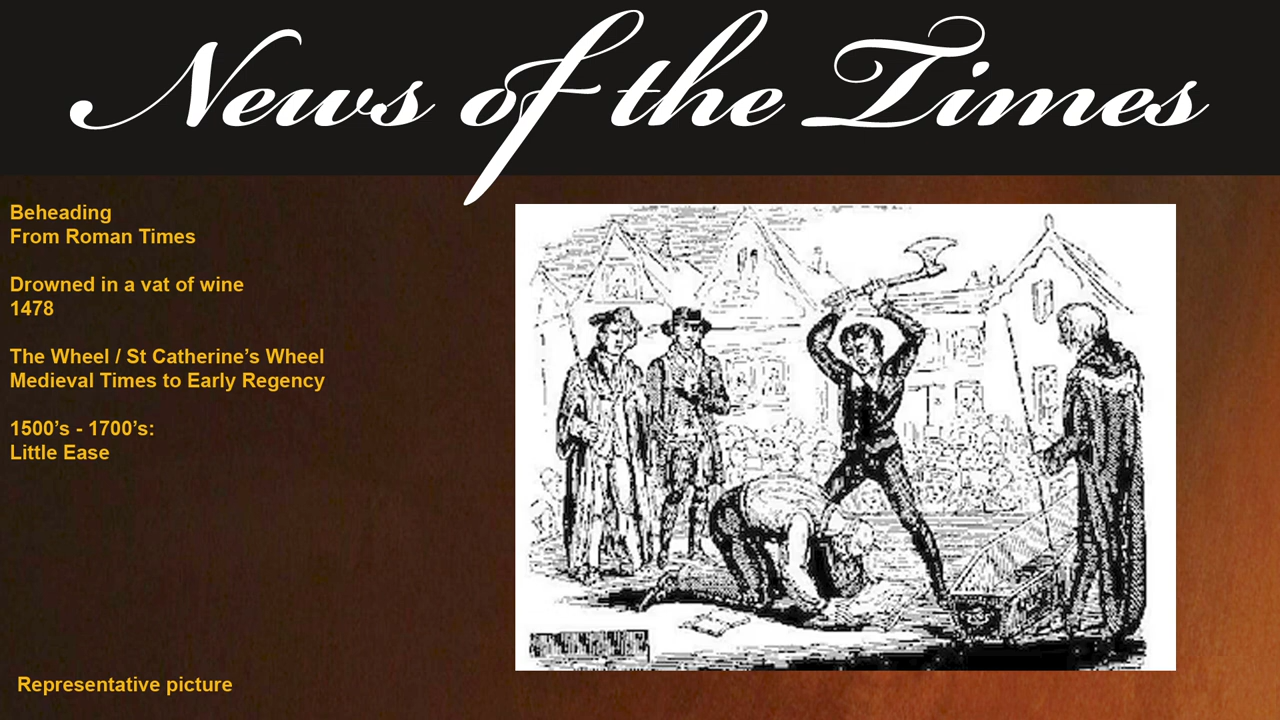 News of the Times
Beheading
From Roman Times
Drowned in a vat of wine
1478
The Wheel / St Catherine’s Wheel
Medieval Times to Early Regency
1500’s - 1700’s:
Little Ease
Representative picture